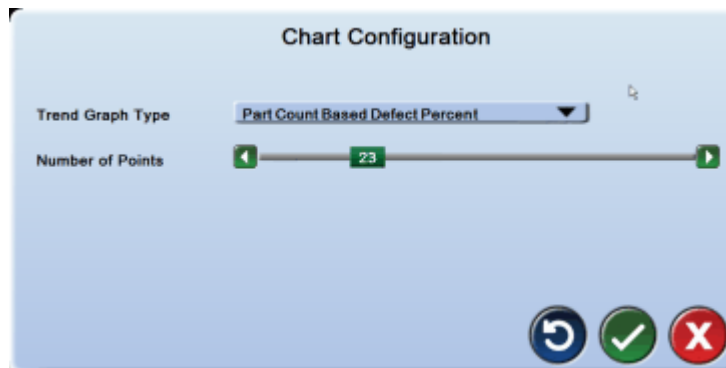 Chart Configuration
Trend Graph Type
Part Count Based Defect Percent
Number of Points
23